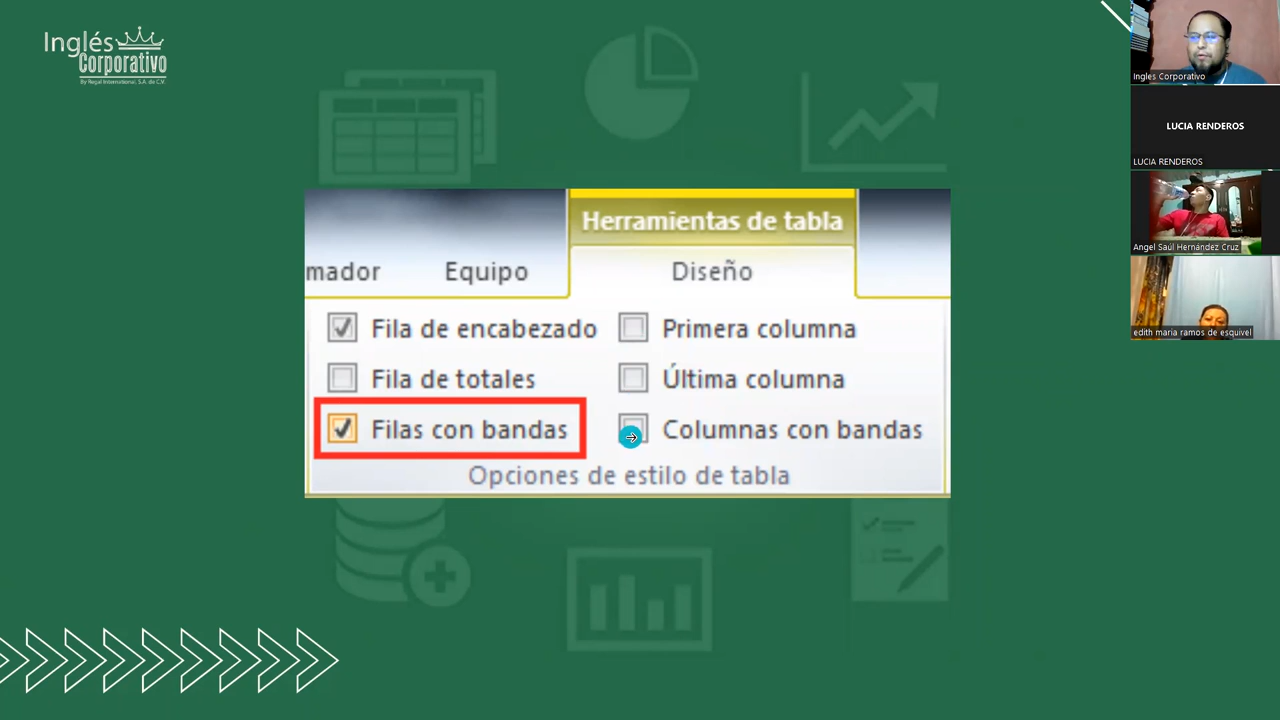 Inglés
Corporativo
By Regal International, S.A. de C.V.
Herramientas de tabla
mador
Equipo
Diseño
Fila de encabezado
Primera columna
Fila de totales
Última columna
Filas con bandas
Columnas con bandas
Opciones de estilo de tabla
Ingles Corporativo
LUCIA RENDEROS
LUCIA RENDEROS
Angel Saúl Hernández Cruz
edith maria ramos de esquivel